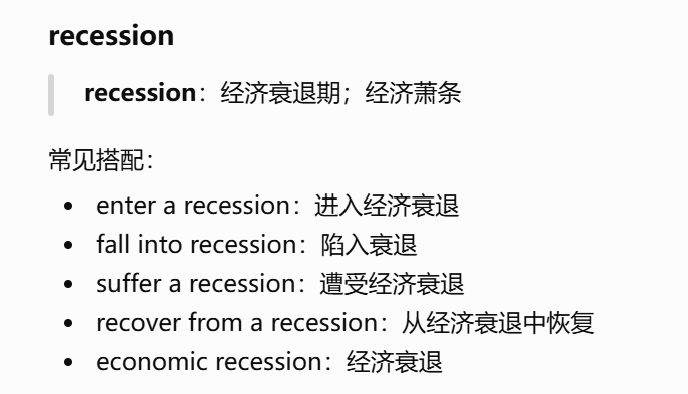 recession
recession：经济衰退期；经济萧条
常见搭配：
• enter a recession：进入经济衰退
• fall into recession：陷入衰退
• suffer a recession：遭受经济衰退
• recover from a recession：从经济衰退中恢复
• economic recession：经济衰退